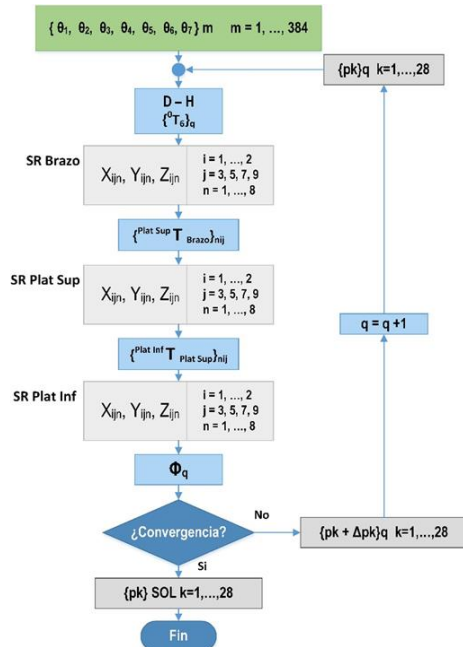 { θ₁, θ₂, θ₃, θ₄, θ₅, θ₆, θ₇ } m m = 1, ..., 384
{pk}q k=1,...,28
D – H
{⁰T₆}q
SR Brazo
Xijn, Yijn, Zijn
i = 1, ..., 2
j = 3, 5, 7, 9
n = 1, ..., 8
{Plat Sup T Brazo}nij
SR Plat Sup
Xijn, Yijn, Zijn
i = 1, ..., 2
j = 3, 5, 7, 9
n = 1, ..., 8
q = q +1
{Plat Inf T Plat Sup}nij
SR Plat Inf
Xijn, Yijn, Zijn
i = 1, ..., 2
j = 3, 5, 7, 9
n = 1, ..., 8
Φq
¿Convergencia?
No
{pk + Δpk}q k=1,...,28
Si
{pk} SOL k=1,...,28
Fin